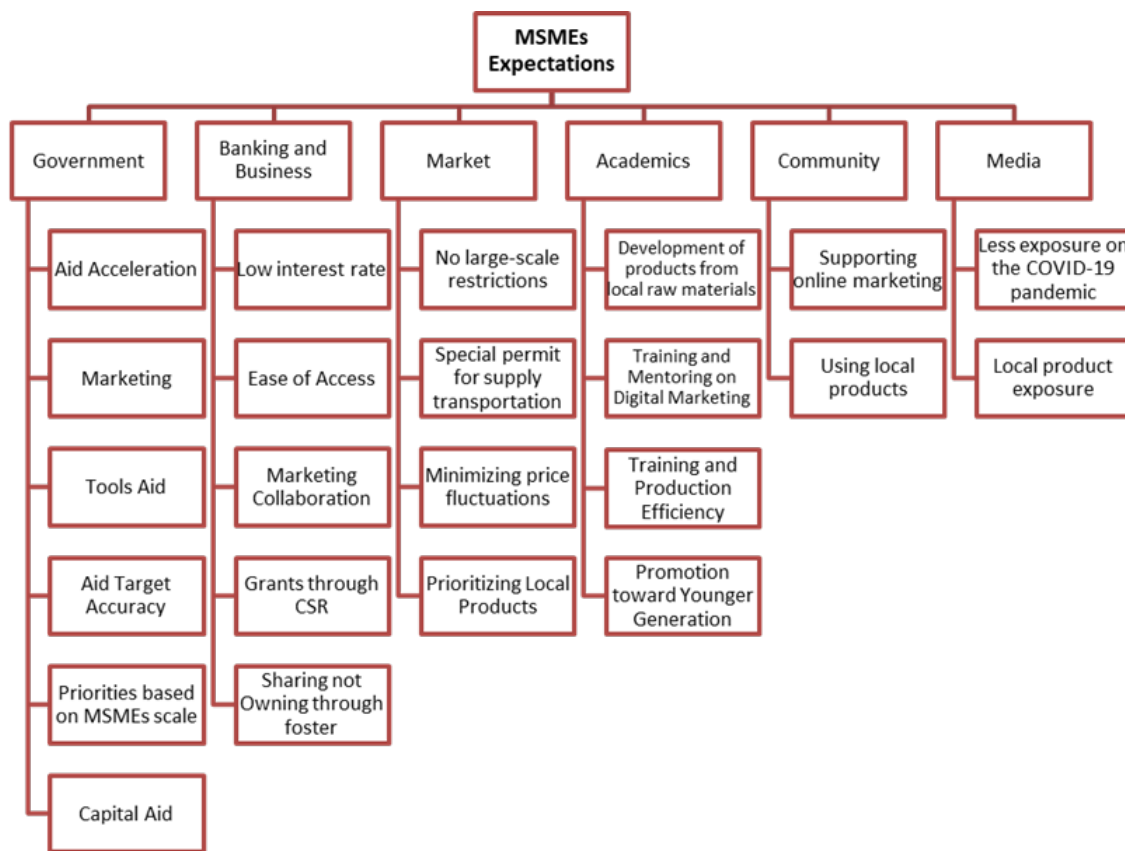 MSMEs
Expectations
Government
Banking and
Business
Market
Academics
Community
Media
Aid Acceleration
Marketing
Tools Aid
Aid Target
Accuracy
Priorities based
on MSMEs scale
Capital Aid
Low interest rate
Ease of Access
Marketing
Collaboration
Grants through
CSR
Sharing not
Owning through
foster
No large-scale
restrictions
Special permit
for supply
transportation
Minimizing price
fluctuations
Prioritizing Local
Products
Development of
products from
local raw materials
Training and
Mentoring on
Digital Marketing
Training and
Production
Efficiency
Promotion
toward Younger
Generation
Supporting
online marketing
Using local
products
Less exposure on
the COVID-19
pandemic
Local product
exposure